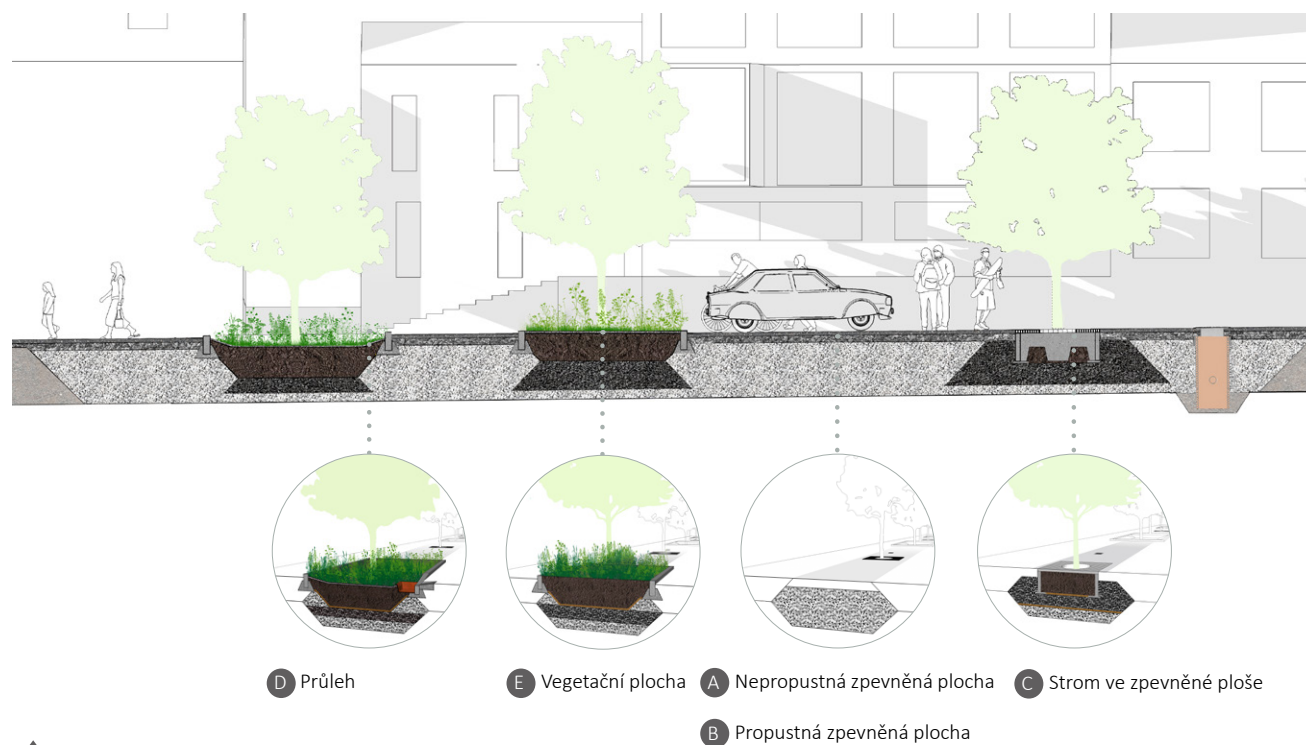 D Průleh
E Vegetační plocha
A Nepropustná zpevněná plocha
C Strom ve zpevněné ploše
B Propustná zpevněná plocha